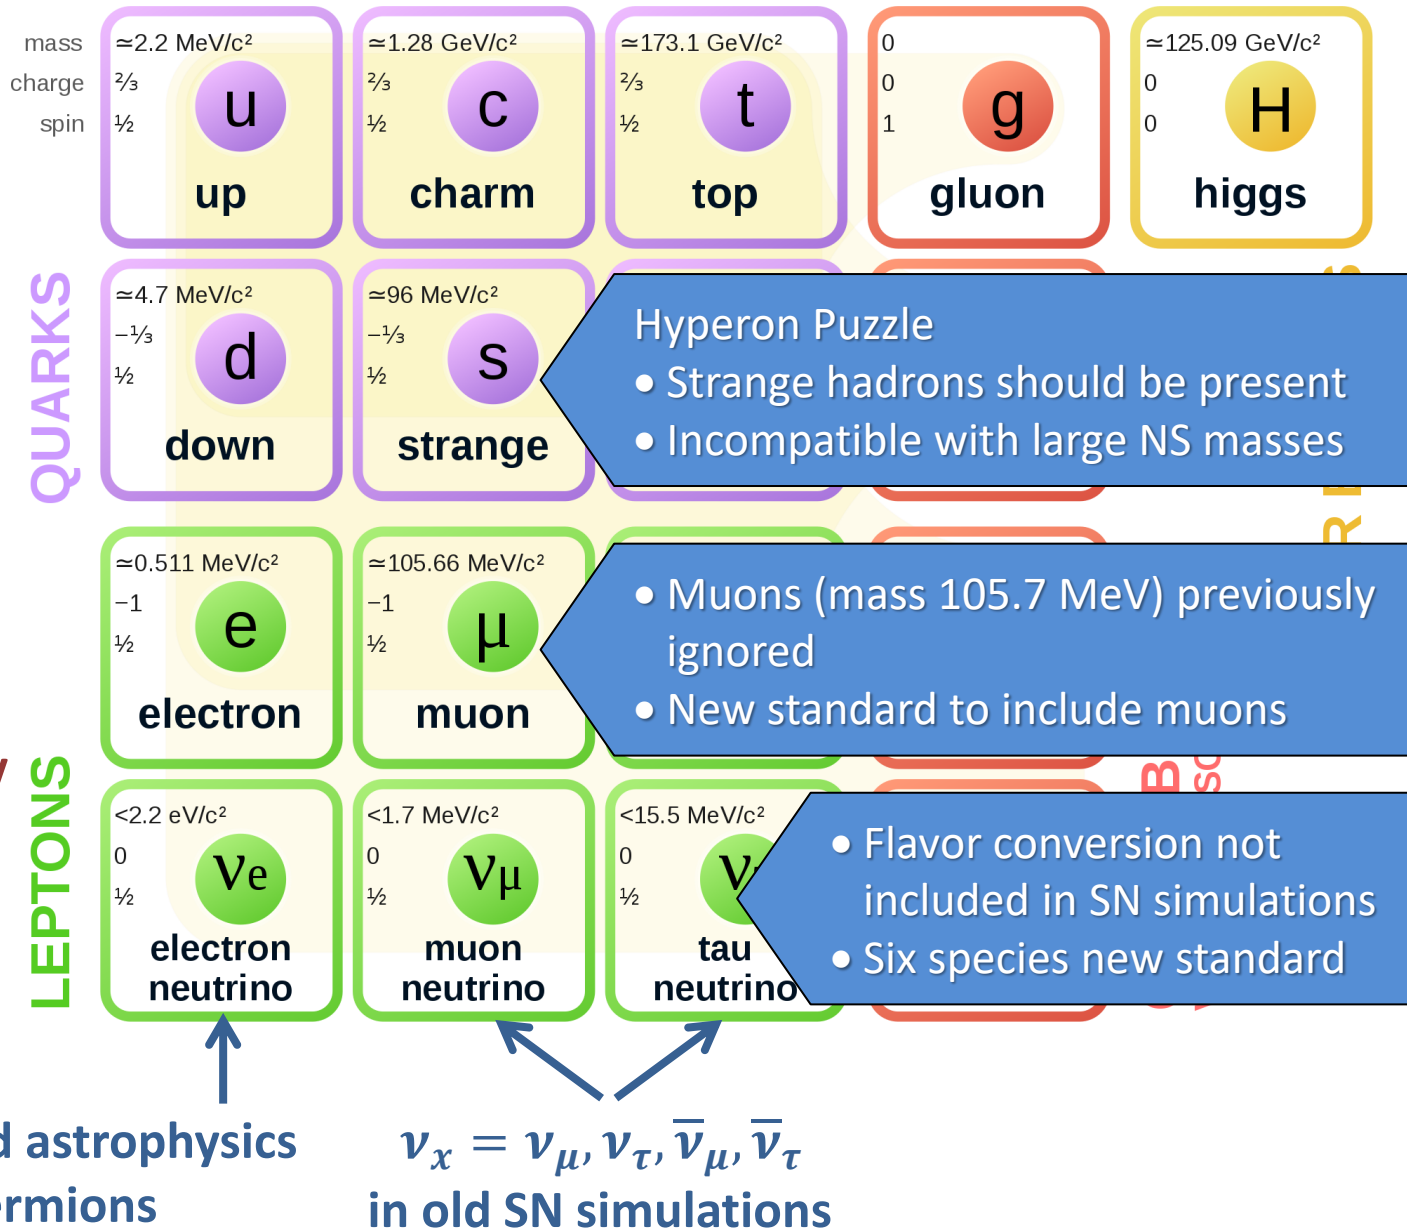 mass ≃2.2 MeV/c² ≃1.28 GeV/c² ≃173.1 GeV/c² 0 ≃125.09 GeV/c²
charge ⅔ ⅔ ⅔ 0 0
spin ½ ½ ½ 1 0
u c t g H
up charm top gluon higgs
QUARKS
≃4.7 MeV/c² ≃96 MeV/c²
−⅓ −⅓
½ ½
d s
down strange
Hyperon Puzzle
• Strange hadrons should be present
• Incompatible with large NS masses
≃0.511 MeV/c² ≃105.66 MeV/c²
−1 −1
½ ½
e μ
electron muon
• Muons (mass 105.7 MeV) previously
ignored
• New standard to include muons
LEPTONS
<2.2 eV/c² <1.7 MeV/c² <15.5 MeV/c²
0 0 0
½ ½ ½
νe νμ ν
electron muon tau
neutrino neutrino neutrino
• Flavor conversion not
included in SN simulations
• Six species new standard
astrophysics
νx = νμ, ντ, ν̅μ, ν̅τ
in old SN simulations